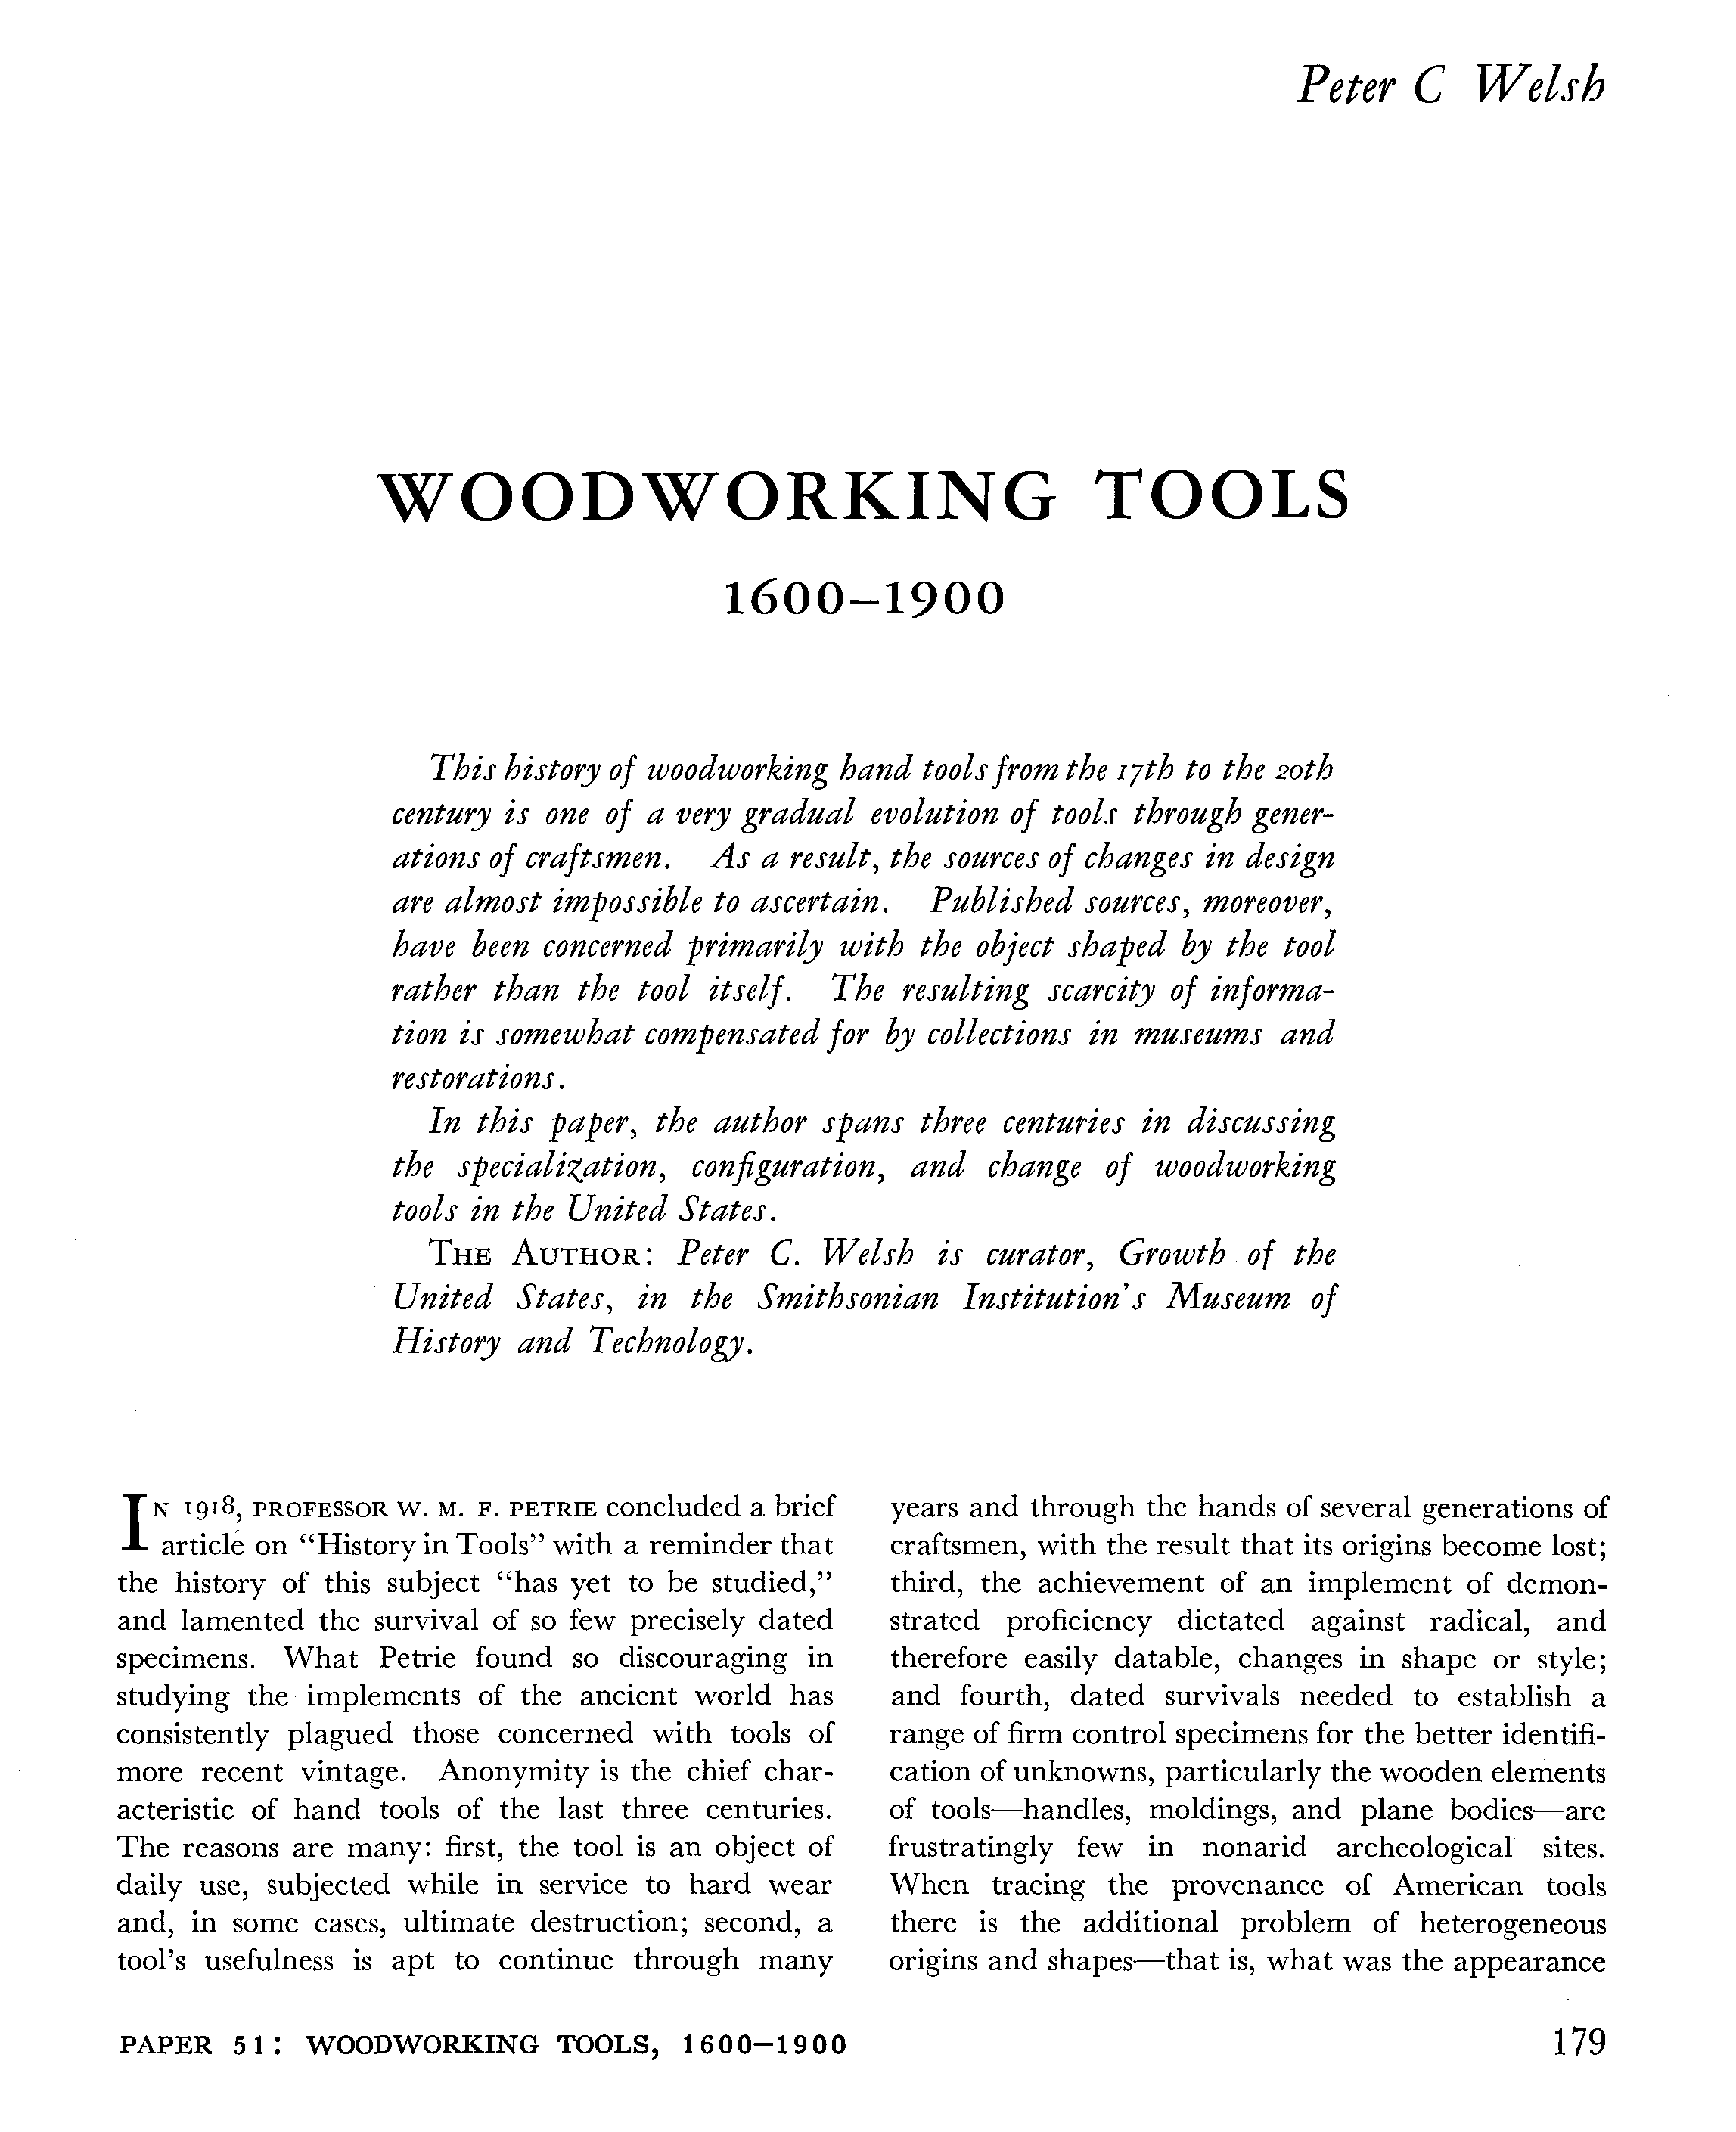 Peter C Welsh
WOODWORKING TOOLS
1600–1900
This history of woodworking hand tools from the 17th to the 20th
century is one of a very gradual evolution of tools through gener-
ations of craftsmen. As a result, the sources of changes in design
are almost impossible to ascertain. Published sources, moreover,
have been concerned primarily with the object shaped by the tool
rather than the tool itself. The resulting scarcity of informa-
tion is somewhat compensated for by collections in museums and
restorations.
In this paper, the author spans three centuries in discussing
the specialization, configuration, and change of woodworking
tools in the United States.
THE AUTHOR: Peter C. Welsh is curator, Growth of the
United States, in the Smithsonian Institution's Museum of
History and Technology.
IN 1918, PROFESSOR W. M. F. PETRIE concluded a brief
article on “History in Tools” with a reminder that
the history of this subject “has yet to be studied,”
and lamented the survival of so few precisely dated
specimens. What Petrie found so discouraging in
studying the implements of the ancient world has
consistently plagued those concerned with tools of
more recent vintage. Anonymity is the chief char-
acteristic of hand tools of the last three centuries.
The reasons are many: first, the tool is an object of
daily use, subjected while in service to hard wear
and, in some cases, ultimate destruction; second, a
tool's usefulness is apt to continue through many
years and through the hands of several generations of
craftsmen, with the result that its origins become lost;
third, the achievement of an implement of demon-
strated proficiency dictated against radical, and
therefore easily datable, changes in shape or style;
and fourth, dated survivals needed to establish a
range of firm control specimens for the better identifi-
cation of unknowns, particularly the wooden elements
of tools—handles, moldings, and plane bodies—are
frustratingly few in nonarid archeological sites.
When tracing the provenance of American tools
there is the additional problem of heterogeneous
origins and shapes—that is, what was the appearance
PAPER 51: WOODWORKING TOOLS, 1600–1900
179